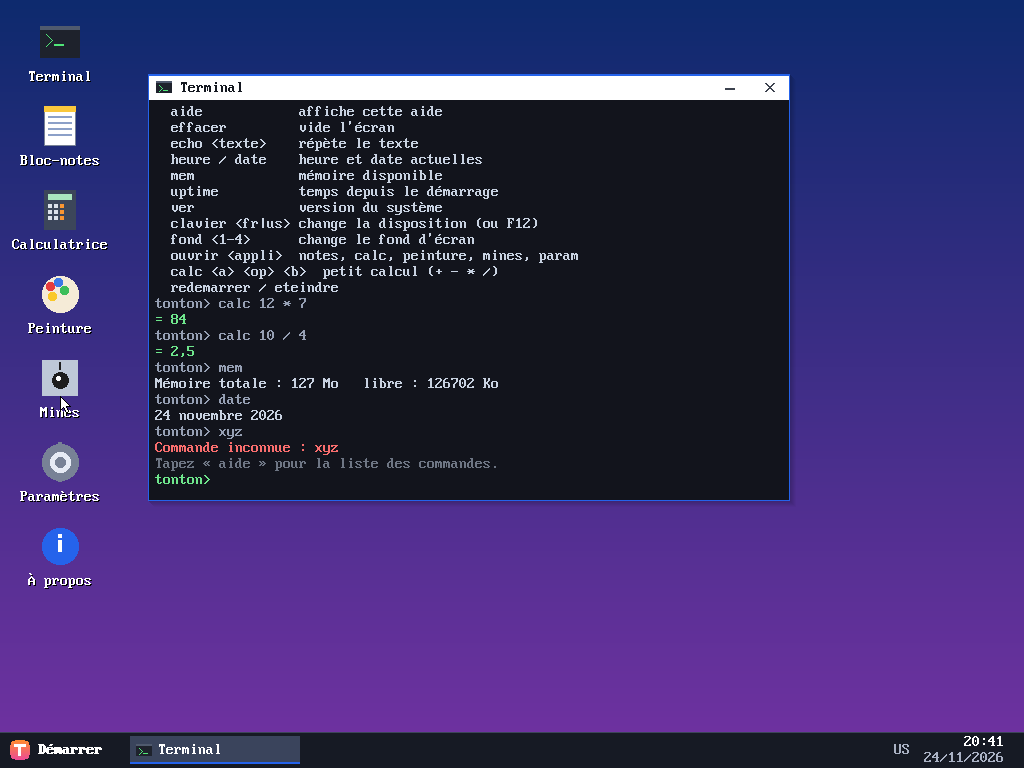 Terminal
Bloc-notes
Calculatrice
Peinture
Mines
Paramètres
À propos
Terminal
aide affiche cette aide
effacer vide l'écran
echo <texte> répète le texte
heure / date heure et date actuelles
mem mémoire disponible
uptime temps depuis le démarrage
ver version du système
clavier <fr|us> change la disposition (ou F12)
fond <1-4> change le fond d'écran
ouvrir <appli> notes, calc, peinture, mines, param
calc <a> <op> <b> petit calcul (+ - * /)
redemarrer / eteindre
tonton> calc 12 * 7
= 84
tonton> calc 10 / 4
= 2,5
tonton> mem
Mémoire totale : 127 Mo libre : 126702 Ko
tonton> date
24 novembre 2026
tonton> xyz
Commande inconnue : xyz
Tapez « aide » pour la liste des commandes.
tonton>
T Démarrer
Terminal
US
20:41
24/11/2026